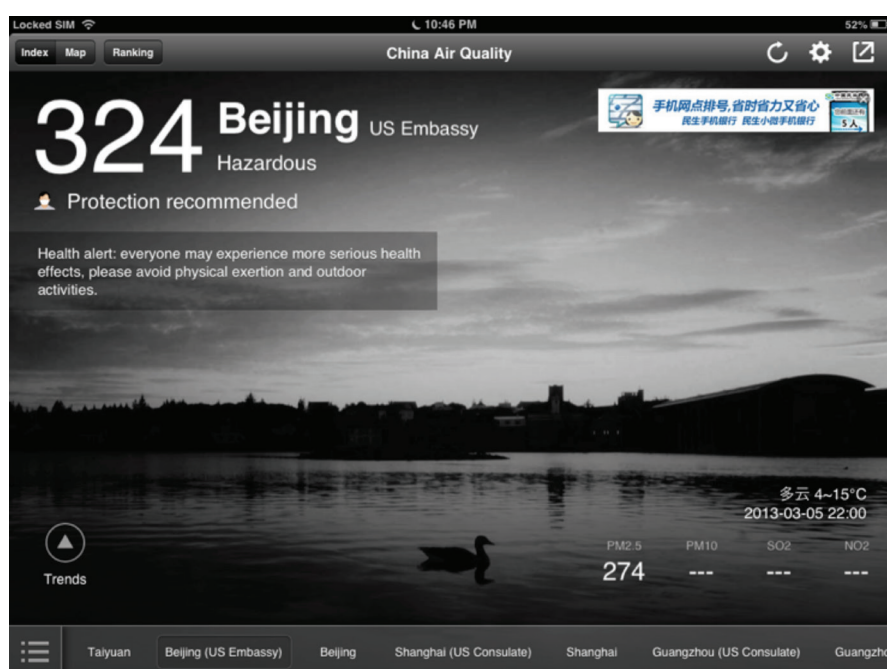 Locked SIM 10:46 PM 52%
Index Map Ranking China Air Quality
324 Beijing US Embassy
Hazardous
Protection recommended
Health alert: everyone may experience more serious health
effects, please avoid physical exertion and outdoor
activities.
手机网点排号,省时省力又省心
民生手机银行 民生小微手机银行
5人
多云 4~15°C
2013-03-05 22:00
PM2.5 PM10 SO2 NO2
274 --- --- ---
Trends
Taiyuan Beijing (US Embassy) Beijing Shanghai (US Consulate) Shanghai Guangzhou (US Consulate) Guangzho